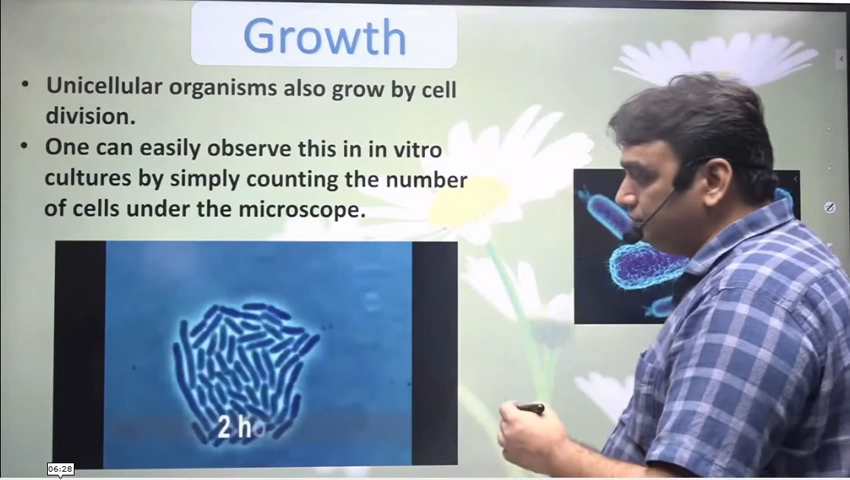 Growth
• Unicellular organisms also grow by cell
division.
• One can easily observe this in in vitro
cultures by simply counting the number
of cells under the microscope.
2 ho
06:28